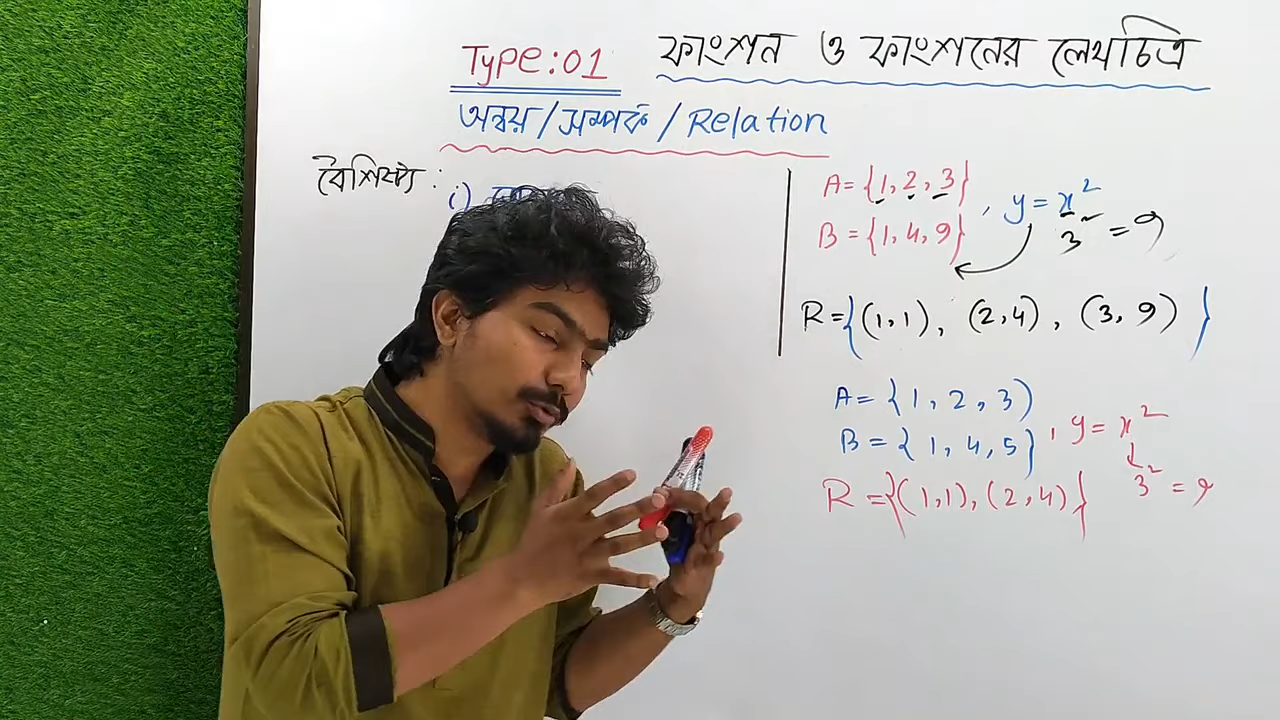 Type:01 ফাংশন ও ফাংশনের লেখচিত্র
অন্বয়/সম্পর্ক/Relation
বৈশিষ্ট্য :
i)
A={1,2,3}
B={1,4,9}
, y=x²
3² =9
R={(1,1), (2,4), (3,9)}
A={1,2,3)
B={1,4,5}
, y=x²
3² =9
R={(1,1),(2,4)}